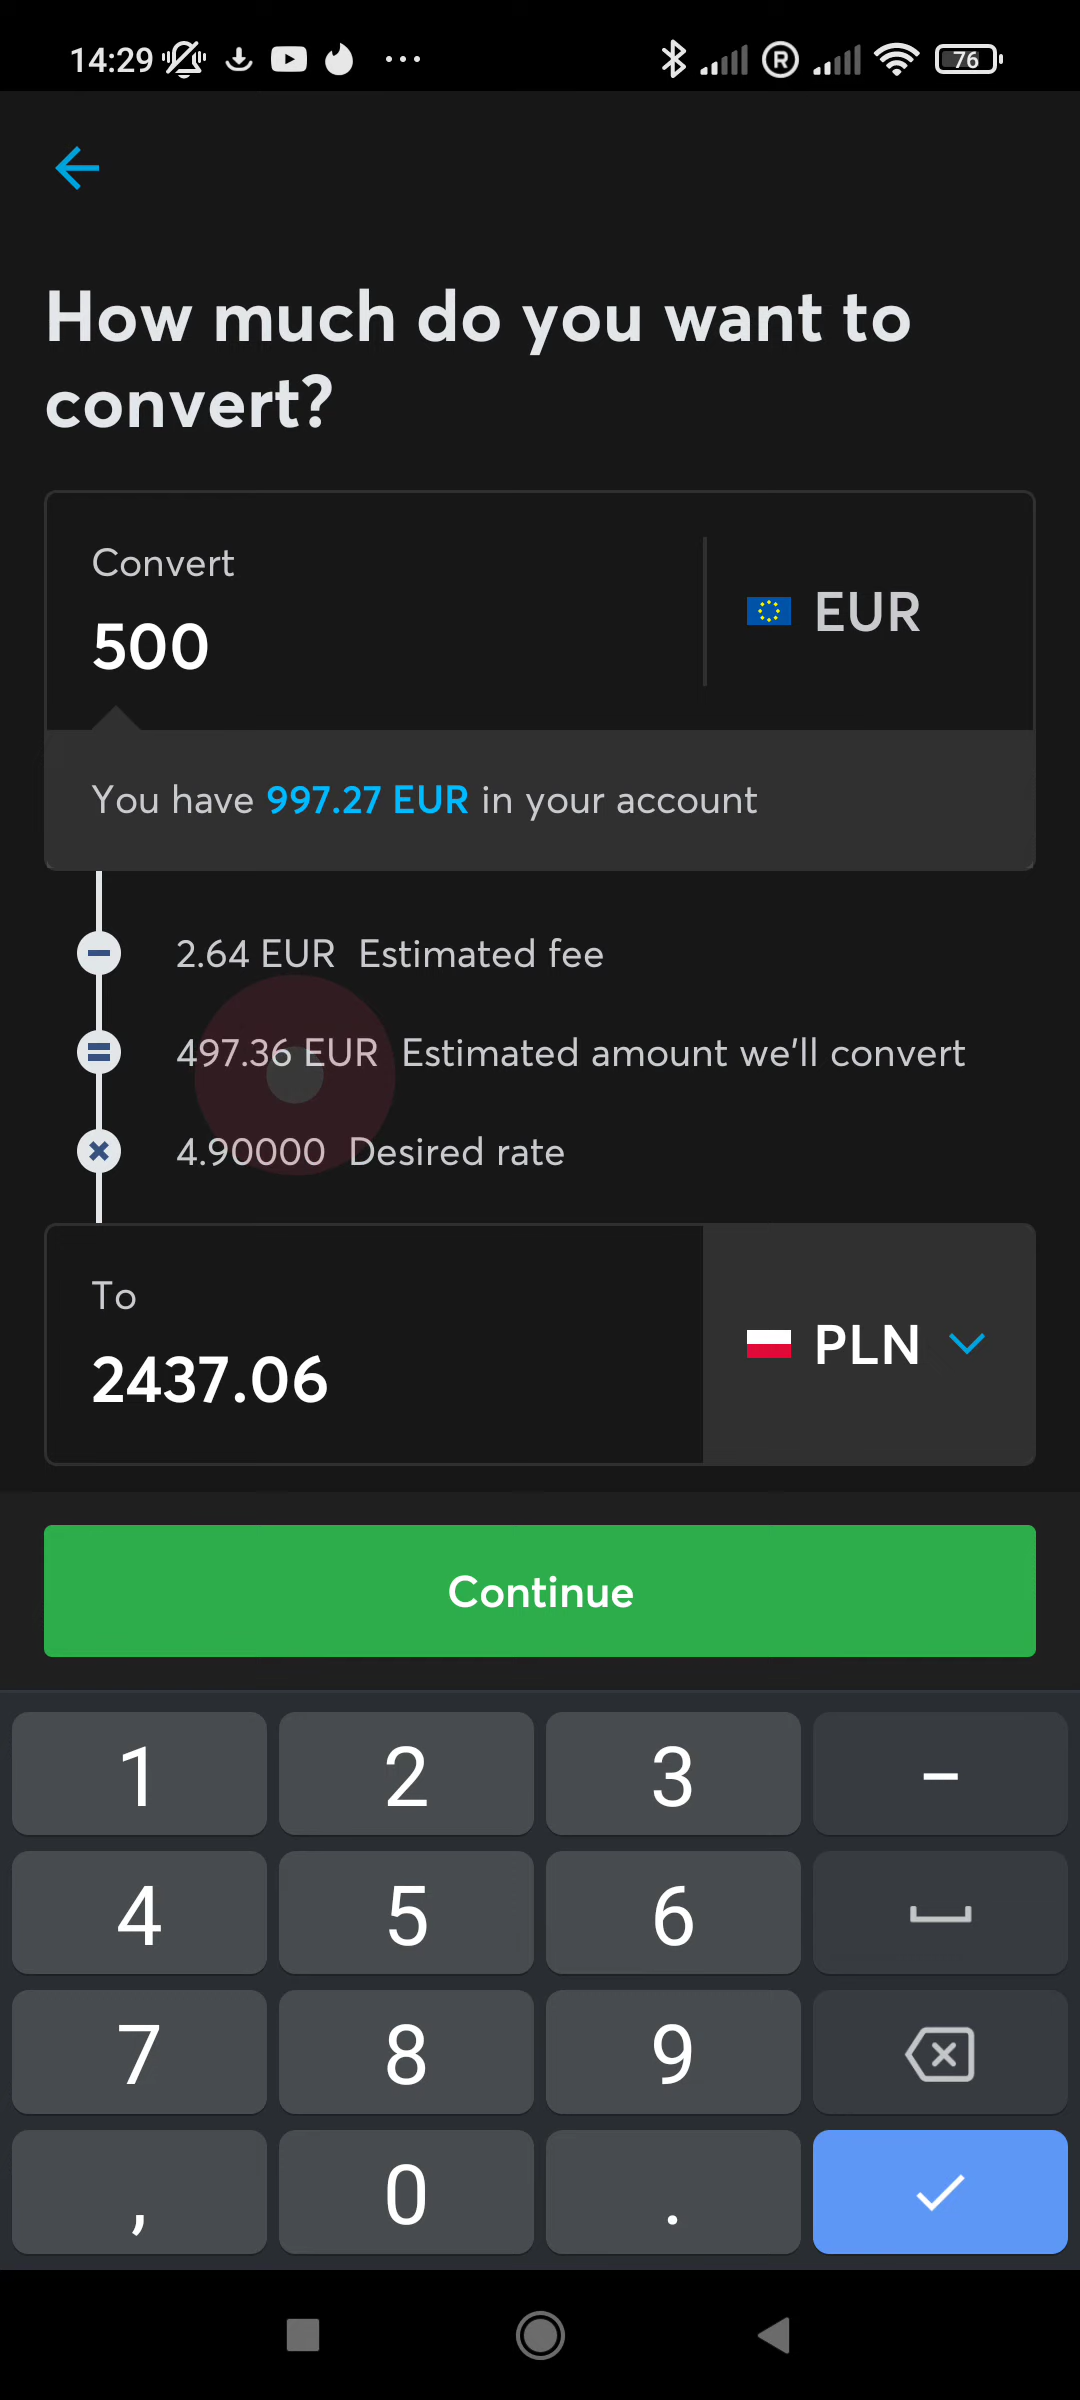 14:29
R
76
How much do you want to
convert?
Convert
500
EUR
You have 997.27 EUR in your account
2.64 EUR Estimated fee
497.36 EUR Estimated amount we'll convert
4.90000 Desired rate
To
2437.06
PLN
Continue
1 2 3 –
4 5 6
7 8 9
, 0 .